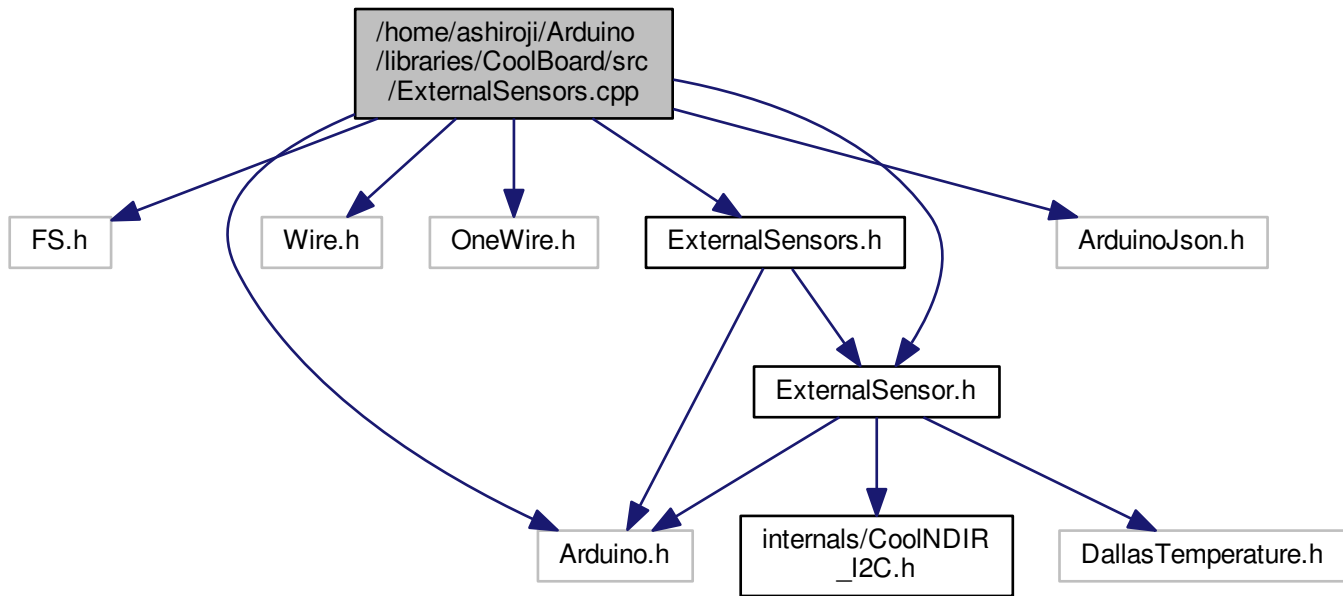 /home/ashiroji/Arduino
/libraries/CoolBoard/src
/ExternalSensors.cpp
FS.h
Wire.h
OneWire.h
ExternalSensors.h
ArduinoJson.h
ExternalSensor.h
Arduino.h
internals/CoolNDIR
_I2C.h
DallasTemperature.h